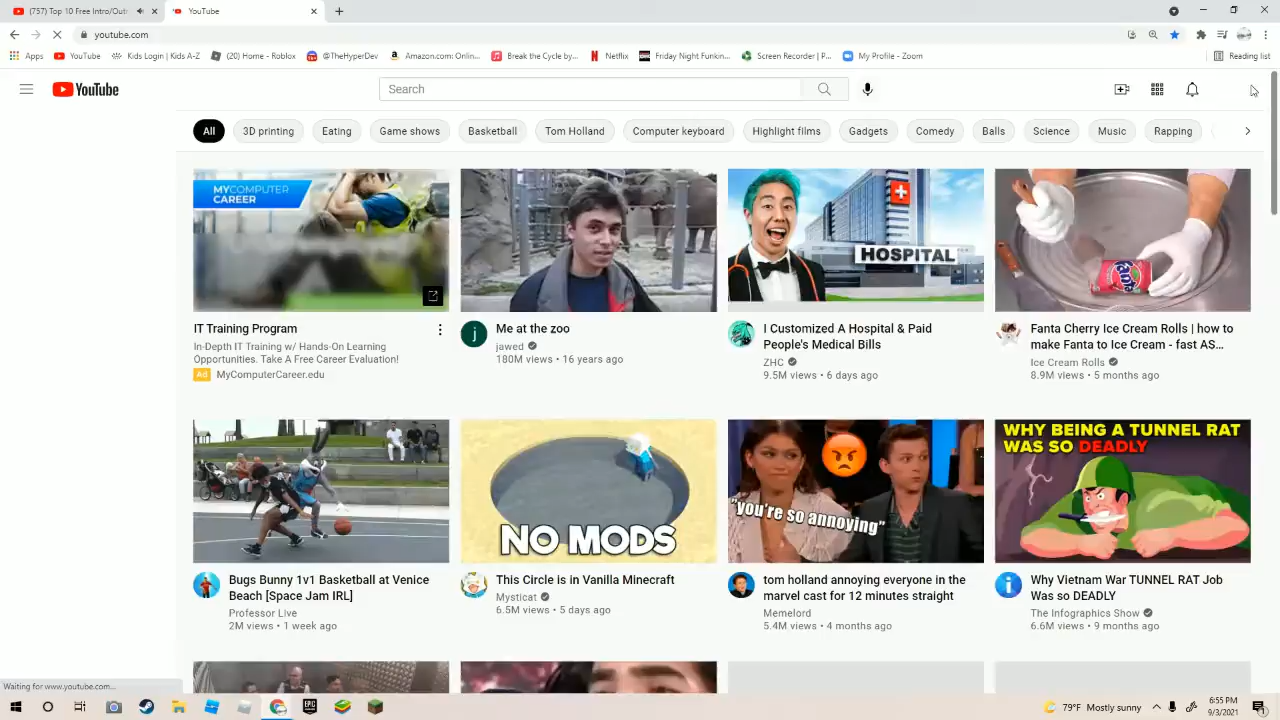 (757) Top 10 Free Intro/Outr
YouTube
youtube.com
Apps
YouTube
Kids Login | Kids A-Z
(20) Home - Roblox
@TheHyperDev
Amazon.com: Onlin...
Break the Cycle by...
Netflix
Friday Night Funkin...
Screen Recorder | P...
My Profile - Zoom
Reading list
YouTube
Search
All
3D printing
Eating
Game shows
Basketball
Tom Holland
Computer keyboard
Highlight films
Gadgets
Comedy
Balls
Science
Music
Rapping
MYCOMPUTER
CAREER
HOSPITAL
Fanta
IT Training Program
In-Depth IT Training w/ Hands-On Learning
Opportunities. Take A Free Career Evaluation!
Ad MyComputerCareer.edu
j
Me at the zoo
jawed
180M views • 16 years ago
I Customized A Hospital & Paid
People's Medical Bills
ZHC
9.5M views • 6 days ago
Fanta Cherry Ice Cream Rolls | how to
make Fanta to Ice Cream - fast AS...
Ice Cream Rolls
8.9M views • 5 months ago
NO MODS
"you're so annoying"
WHY BEING A TUNNEL RAT
WAS SO DEADLY
Bugs Bunny 1v1 Basketball at Venice
Beach [Space Jam IRL]
Professor Live
2M views • 1 week ago
This Circle is in Vanilla Minecraft
Mysticat
6.5M views • 5 days ago
tom holland annoying everyone in the
marvel cast for 12 minutes straight
Memelord
5.4M views • 4 months ago
Why Vietnam War TUNNEL RAT Job
Was so DEADLY
The Infographics Show
6.6M views • 9 months ago
Waiting for www.youtube.com...
EPIC
79°F Mostly sunny
6:55 PM
9/3/2021